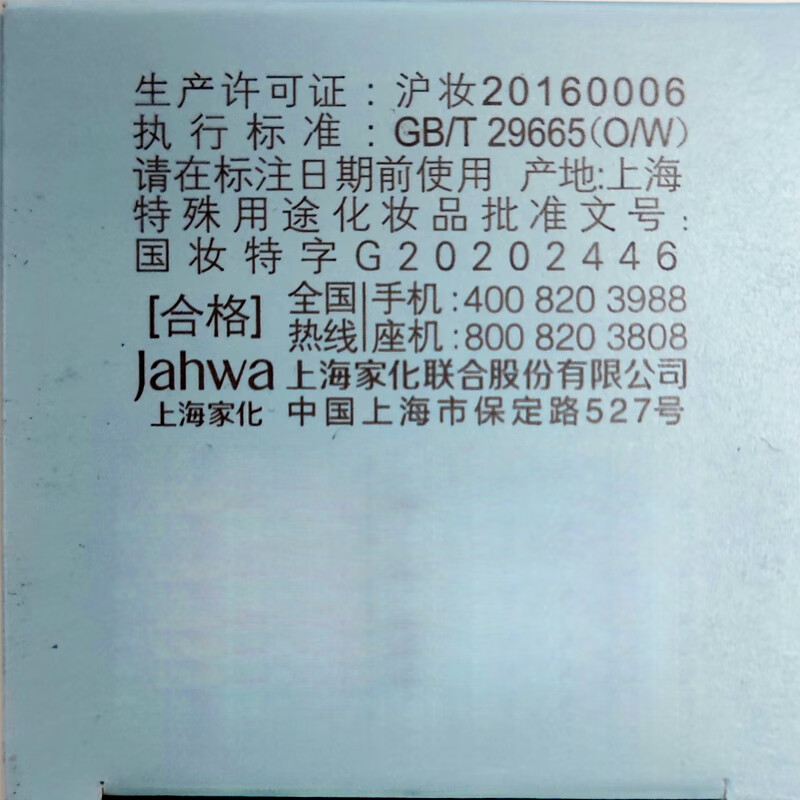 生产许可证：沪妆20160006
执行标准：GB/T 29665(O/W)
请在标注日期前使用 产地:上海
特殊用途化妆品批准文号：
国妆特字G20202446
[合格] 全国热线 手机:400 820 3988
座机:800 820 3808
Jahwa 上海家化联合股份有限公司
上海家化 中国上海市保定路527号